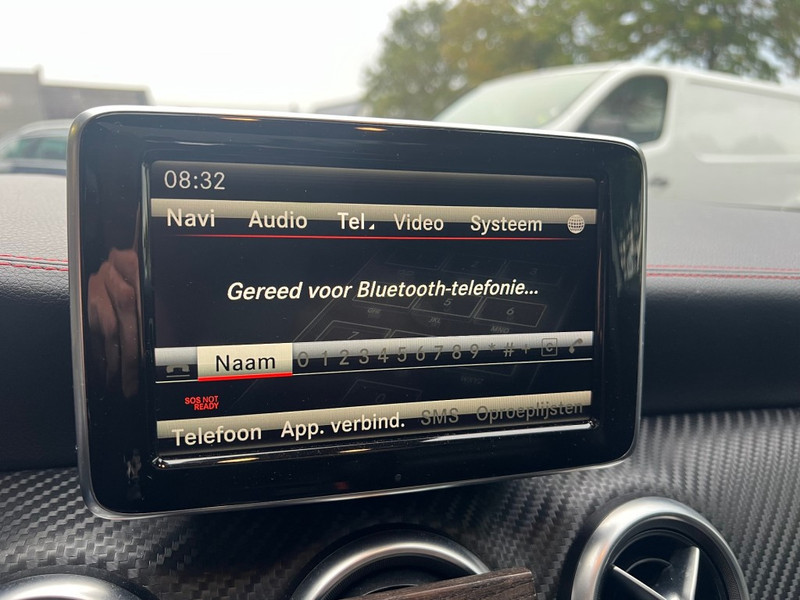 08:32
Navi Audio Tel Video Systeem
Gereed voor Bluetooth-telefonie...
Naam 0 1 2 3 4 5 6 7 8 9 * # + C
SOS NOT
READY
Telefoon App. verbind. SMS Oproeplijsten